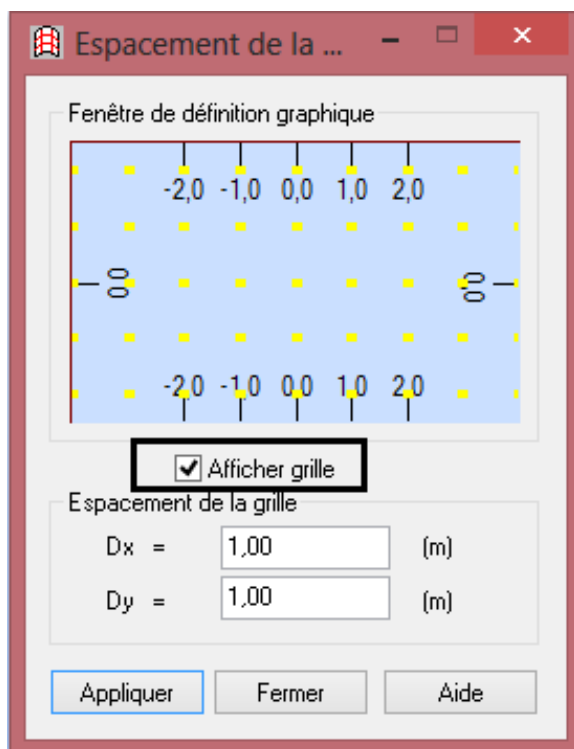 Espacement de la ...
Fenêtre de définition graphique
-2,0 -1,0 0,0 1,0 2,0
0,0 0,0
-2,0 -1,0 0,0 1,0 2,0
Afficher grille
Espacement de la grille
Dx = 1,00 (m)
Dy = 1,00 (m)
Appliquer Fermer Aide